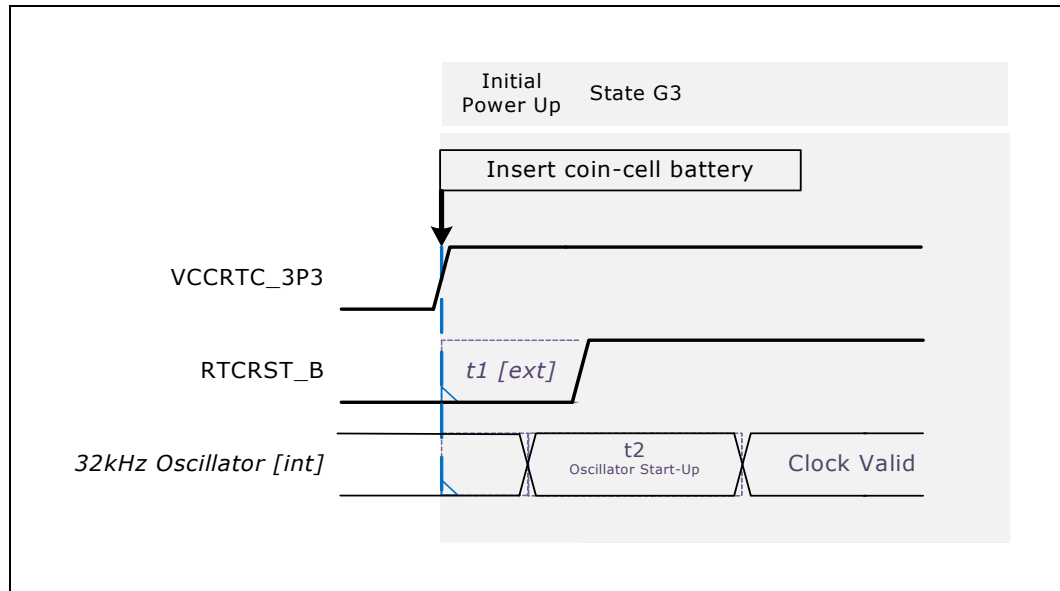 Initial
Power Up
State G3
Insert coin-cell battery
VCCRTC_3P3
RTCRST_B
t1 [ext]
32kHz Oscillator [int]
t2
Oscillator Start-Up
Clock Valid